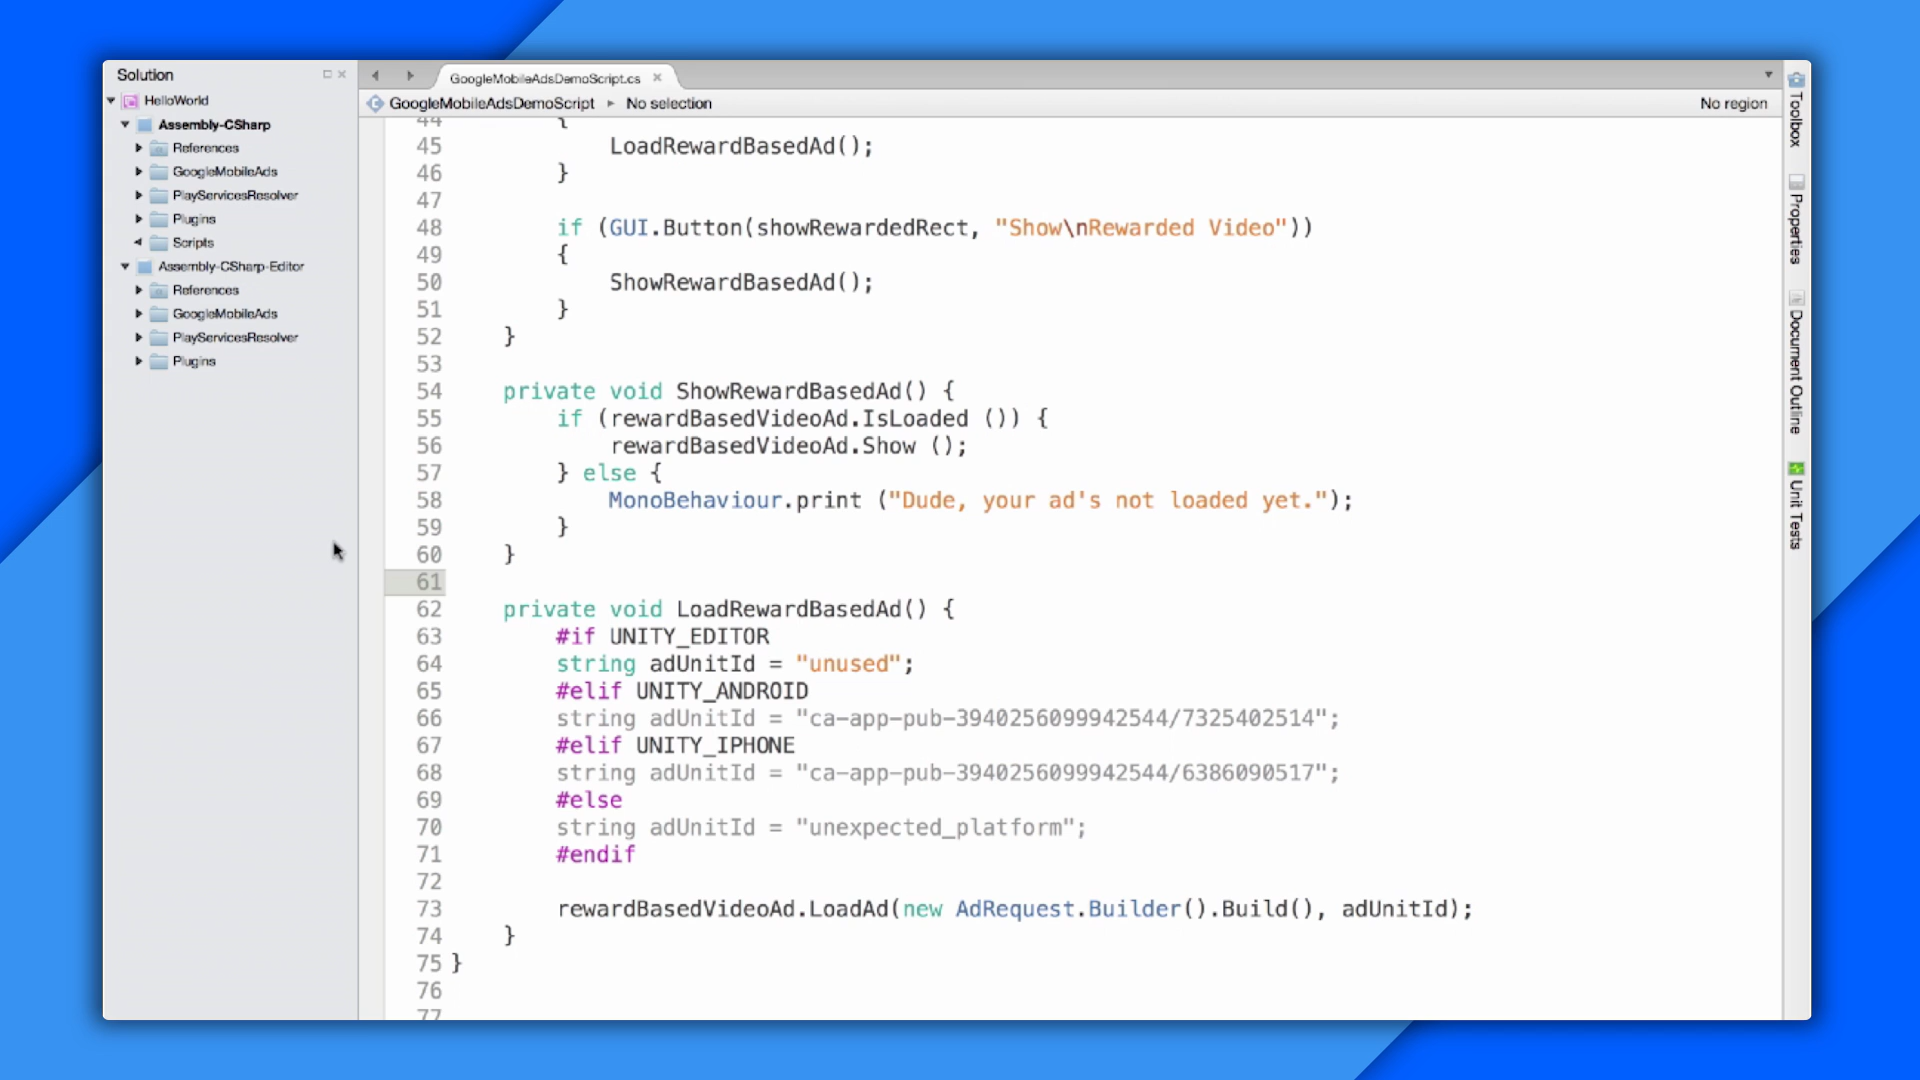 Solution
HelloWorld
Assembly-CSharp
References
GoogleMobileAds
PlayServicesResolver
Plugins
Scripts
Assembly-CSharp-Editor
References
GoogleMobileAds
PlayServicesResolver
Plugins
GoogleMobileAdsDemoScript.cs
GoogleMobileAdsDemoScript ▸ No selection
No region
44 {
45 LoadRewardBasedAd();
46 }
47
48 if (GUI.Button(showRewardedRect, "Show\nRewarded Video"))
49 {
50 ShowRewardBasedAd();
51 }
52 }
53
54 private void ShowRewardBasedAd() {
55 if (rewardBasedVideoAd.IsLoaded ()) {
56 rewardBasedVideoAd.Show ();
57 } else {
58 MonoBehaviour.print ("Dude, your ad's not loaded yet.");
59 }
60 }
61
62 private void LoadRewardBasedAd() {
63 #if UNITY_EDITOR
64 string adUnitId = "unused";
65 #elif UNITY_ANDROID
66 string adUnitId = "ca-app-pub-3940256099942544/7325402514";
67 #elif UNITY_IPHONE
68 string adUnitId = "ca-app-pub-3940256099942544/6386090517";
69 #else
70 string adUnitId = "unexpected_platform";
71 #endif
72
73 rewardBasedVideoAd.LoadAd(new AdRequest.Builder().Build(), adUnitId);
74 }
75 }
76
77
Toolbox
Properties
Document Outline
Unit Tests